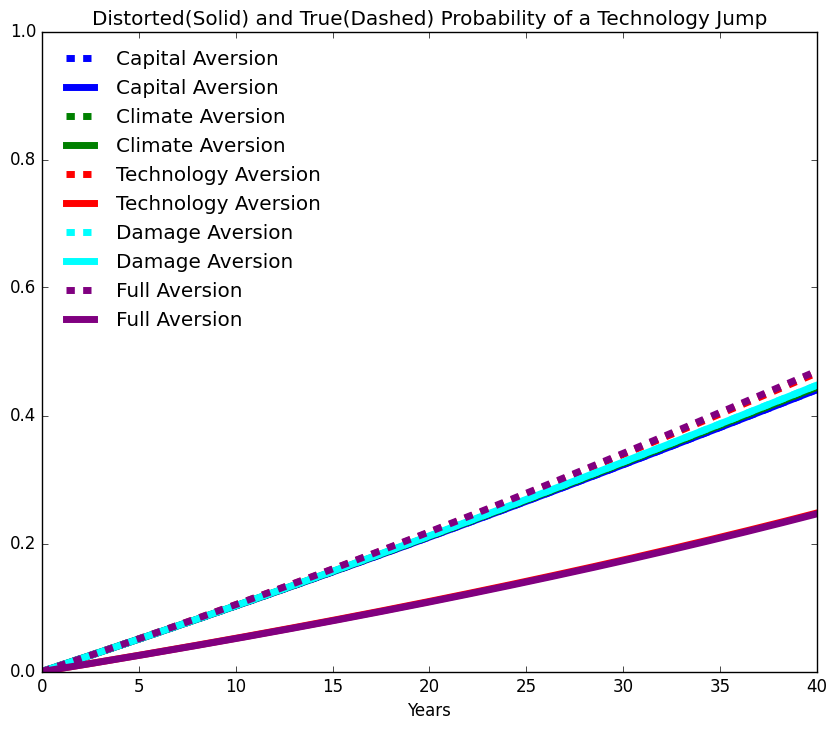 Distorted(Solid) and True(Dashed) Probability of a Technology Jump
1.0
Capital Aversion
Capital Aversion
Climate Aversion
Climate Aversion
0.8
Technology Aversion
Technology Aversion
Damage Aversion
Damage Aversion
0.6
Full Aversion
Full Aversion
0.4
0.2
0.0
0 5 10 15 20 25 30 35 40
Years